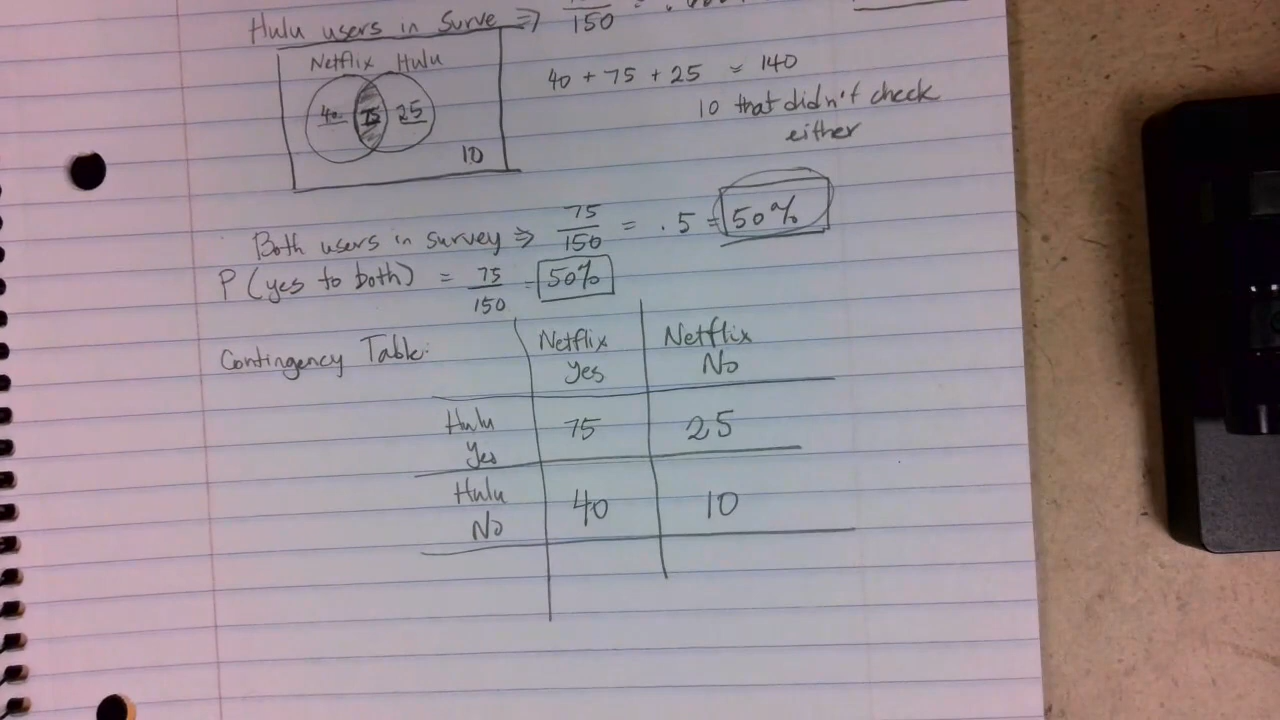 Hulu users in Surve ⇒ 150 =
Netflix Hulu
40 75 25
10
40 + 75 + 25 = 140
10 that didn't check
either
Both users in survey ⇒ 75/150 = .5 = 50%
P (yes to both) = 75/150 = 50%
Contingency Table:
Netflix Yes Netflix No
Hulu Yes 75 25
Hulu No 40 10